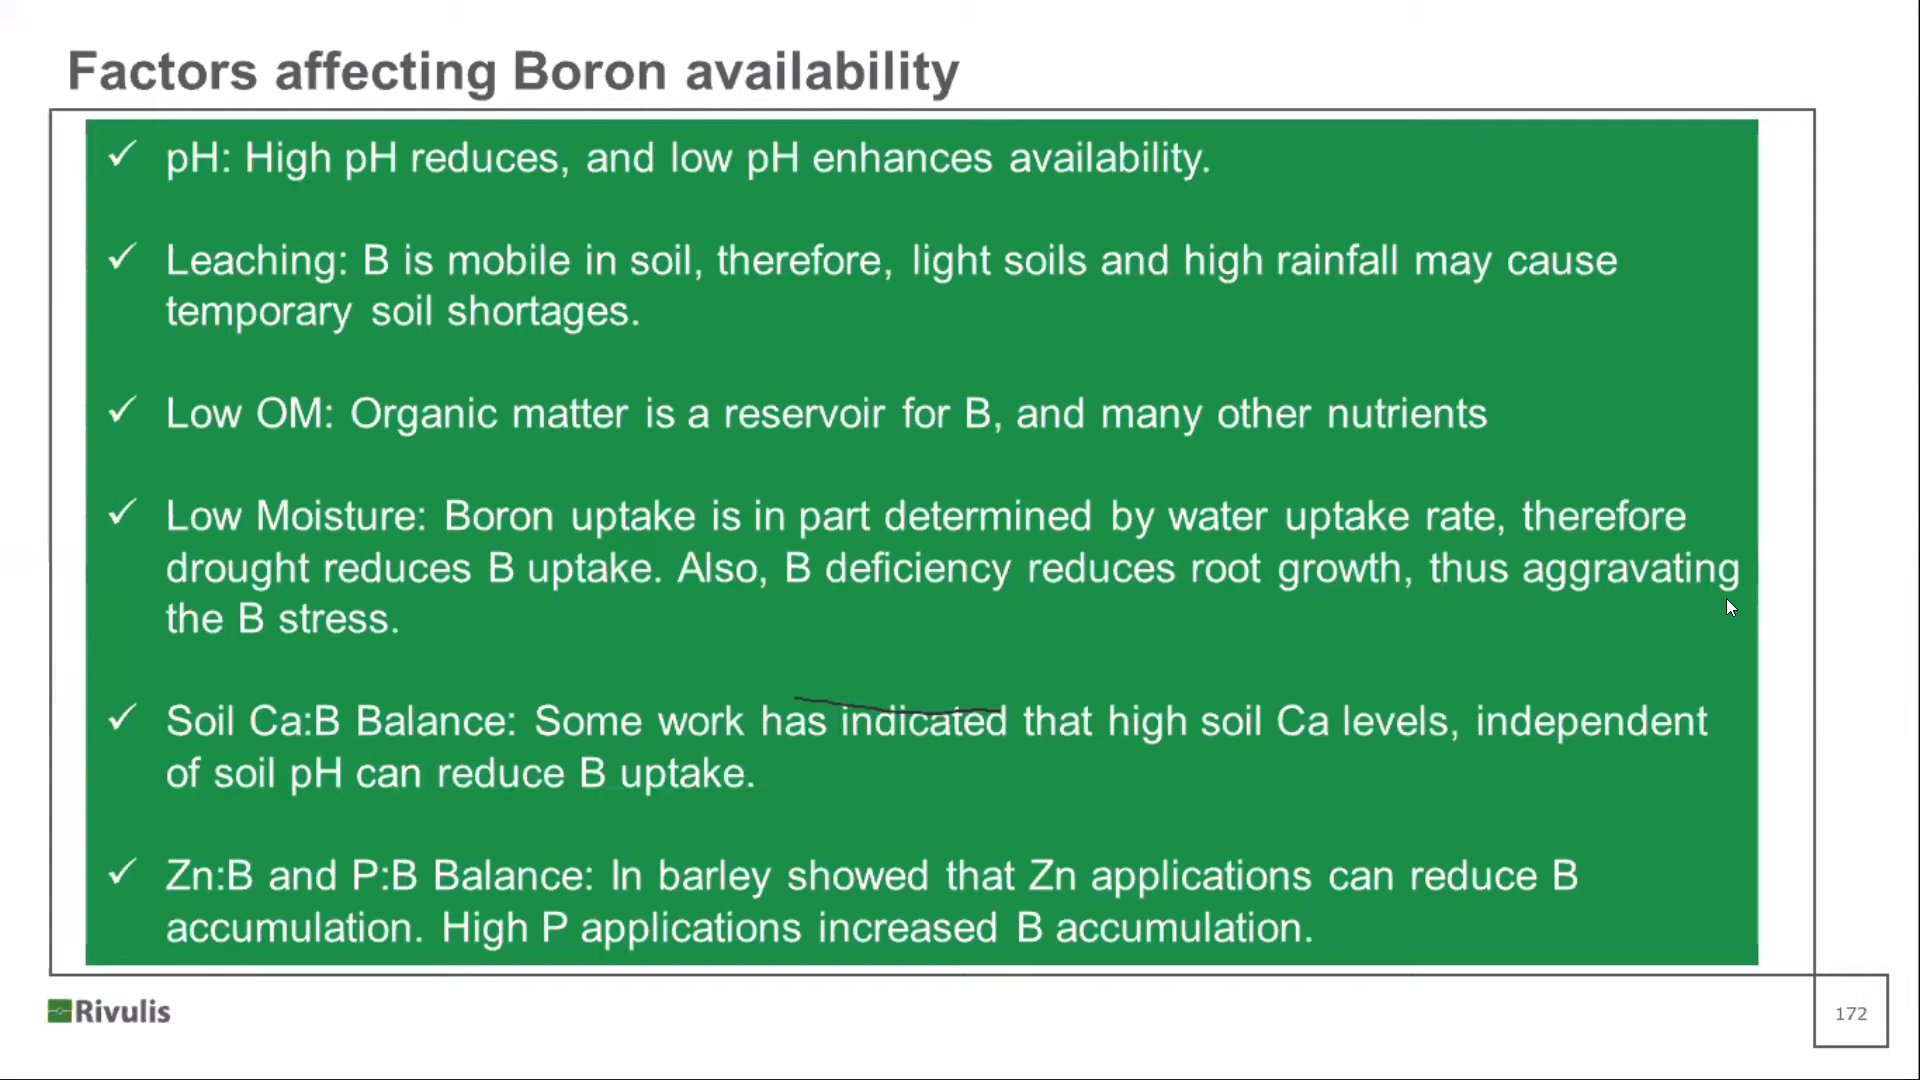 Factors affecting Boron availability
✓ pH: High pH reduces, and low pH enhances availability.
✓ Leaching: B is mobile in soil, therefore, light soils and high rainfall may cause
temporary soil shortages.
✓ Low OM: Organic matter is a reservoir for B, and many other nutrients
✓ Low Moisture: Boron uptake is in part determined by water uptake rate, therefore
drought reduces B uptake. Also, B deficiency reduces root growth, thus aggravating
the B stress.
✓ Soil Ca:B Balance: Some work has indicated that high soil Ca levels, independent
of soil pH can reduce B uptake.
✓ Zn:B and P:B Balance: In barley showed that Zn applications can reduce B
accumulation. High P applications increased B accumulation.
Rivulis
172